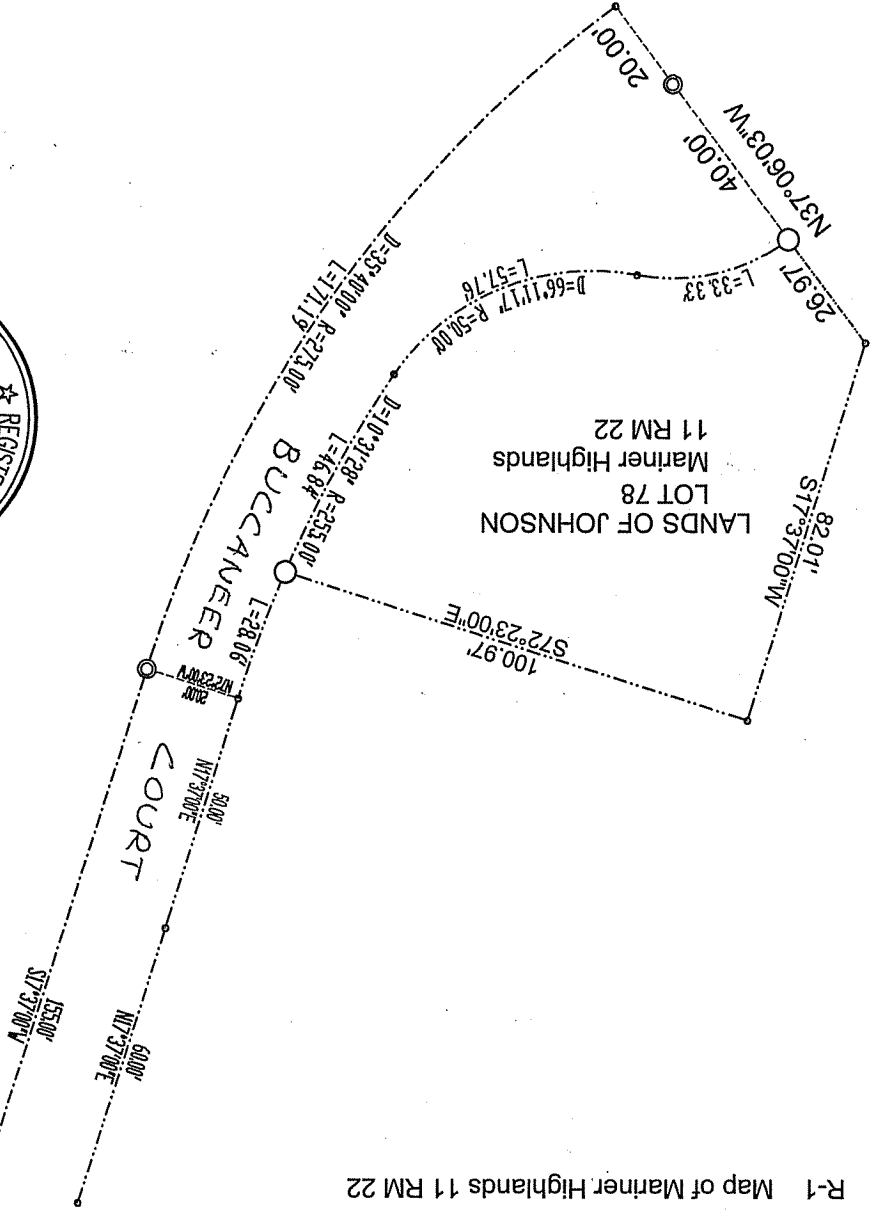 R-1 Map of Mariner Highlands 11 RM 22
60.00'
N17°37'00"E
155.00'
S17°37'00"W
50.00'
N17°37'00"E
COURT
20.00'
N72°23'00"W
BUCCANEER
L=28.06'
100.97'
S72°23'00"E
82.01'
S17°37'00"W
LANDS OF JOHNSON
LOT 78
Mariner Highlands
11 RM 22
D=10°31'28" R=255.00'
L=46.84'
D=35°40'00" R=275.00'
L=171.19'
D=66°11'17" R=50.00'
L=57.76'
L=33.33'
26.97'
N37°06'03"W
40.00'
20.00'
☆ REGISTE